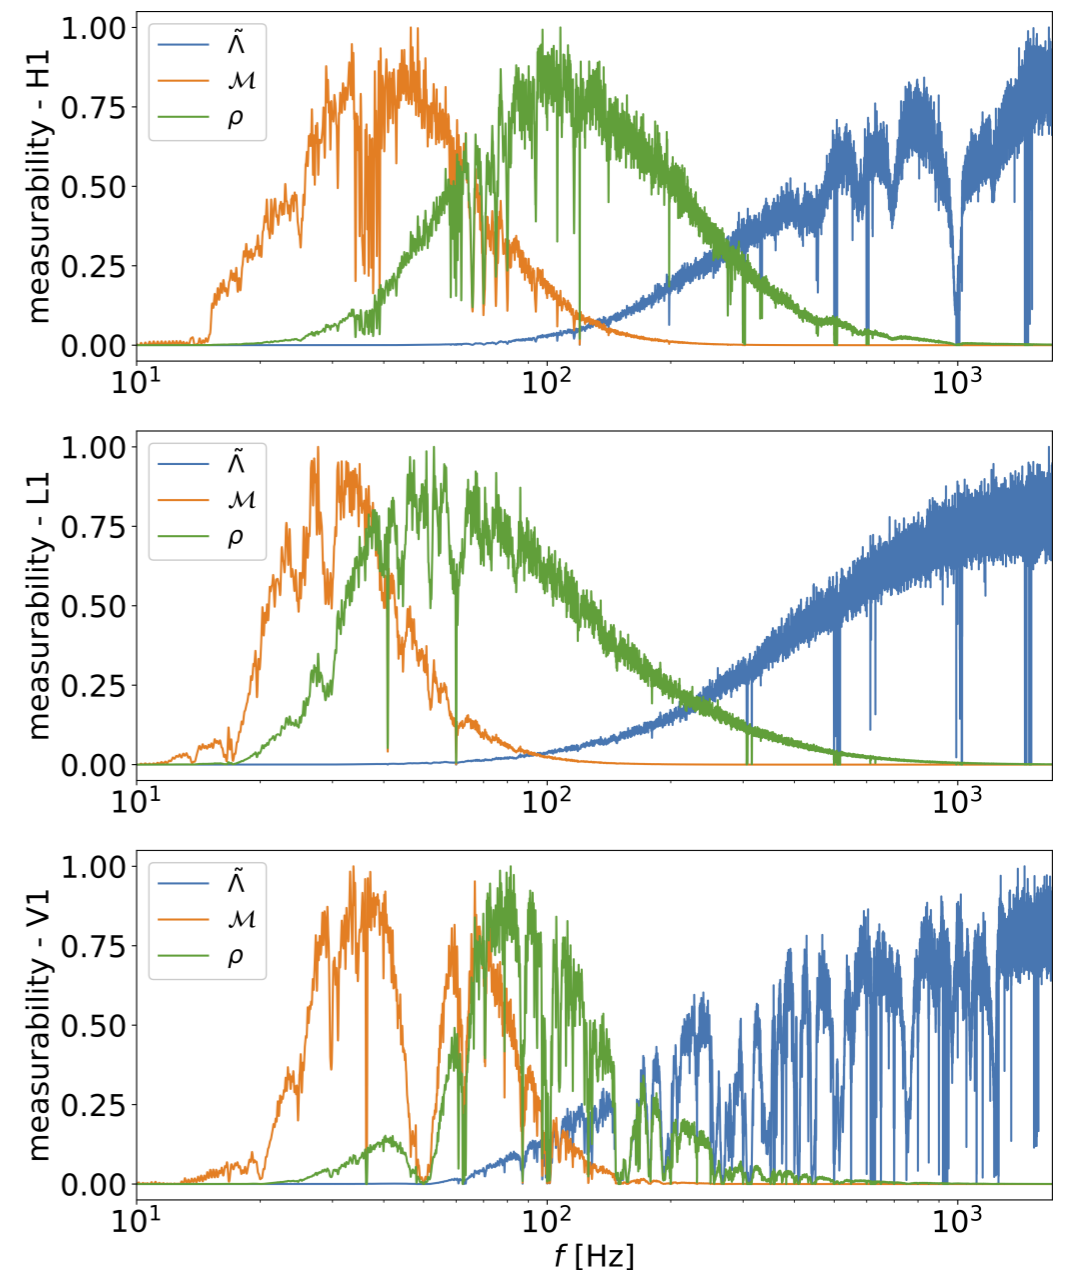 measurability - H1
1.00
0.75
0.50
0.25
0.00
Λ̃
ℳ
ρ
10¹ 10² 10³
measurability - L1
1.00
0.75
0.50
0.25
0.00
Λ̃
ℳ
ρ
10¹ 10² 10³
measurability - V1
1.00
0.75
0.50
0.25
0.00
Λ̃
ℳ
ρ
10¹ 10² 10³
f [Hz]